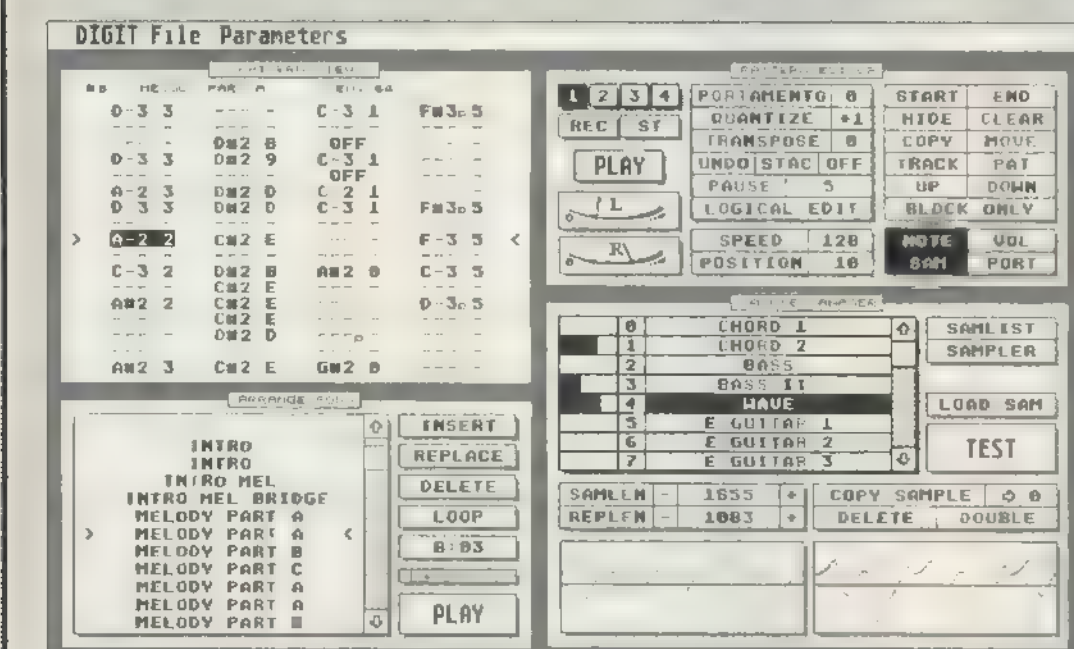 DIGIT File Parameters
D-3 3 --- - C-3 1 F#3 5
D#2 B OFF
D-3 3 D#2 9 C-3 1
OFF
A-2 3 D#2 D C 2 1
D 3 3 D#2 D C-3 1 F#3 5
> A-2 2 C#2 E F-3 5 <
C-3 2 D#2 B A#2 0 C-3 5
C#2 E
A#2 2 C#2 E D-3 5
C#2 E
D#2 D
A#2 3 C#2 E G#2 0
ARRANGE
INTRO
INTRO
INTRO MEL
INTRO MEL BRIDGE
MELODY PART A
> MELODY PART A <
MELODY PART B
MELODY PART C
MELODY PART A
MELODY PART A
MELODY PART
INSERT
REPLACE
DELETE
LOOP
8:03
PLAY
1 2 3 4
REC ST
PLAY
L
R
PORTAMENTO 0
QUANTIZE +1
TRANSPOSE 0
UNDO STAC OFF
PAUSE 5
LOGICAL EDIT
SPEED 128
POSITION 10
START END
HIDE CLEAR
COPY MOVE
TRACK PAT
UP DOWN
BLOCK ONLY
NOTE VOL
SAM PORT
0 CHORD 1
1 CHORD 2
2 BASS
3 BASS II
4 WAVE
5 E GUITAR 1
6 E GUITAR 2
7 E GUITAR 3
SAMLIST
SAMPLER
LOAD SAM
TEST
SAMLEN - 1655 +
REPLEN - 1083 +
COPY SAMPLE 0
DELETE DOUBLE